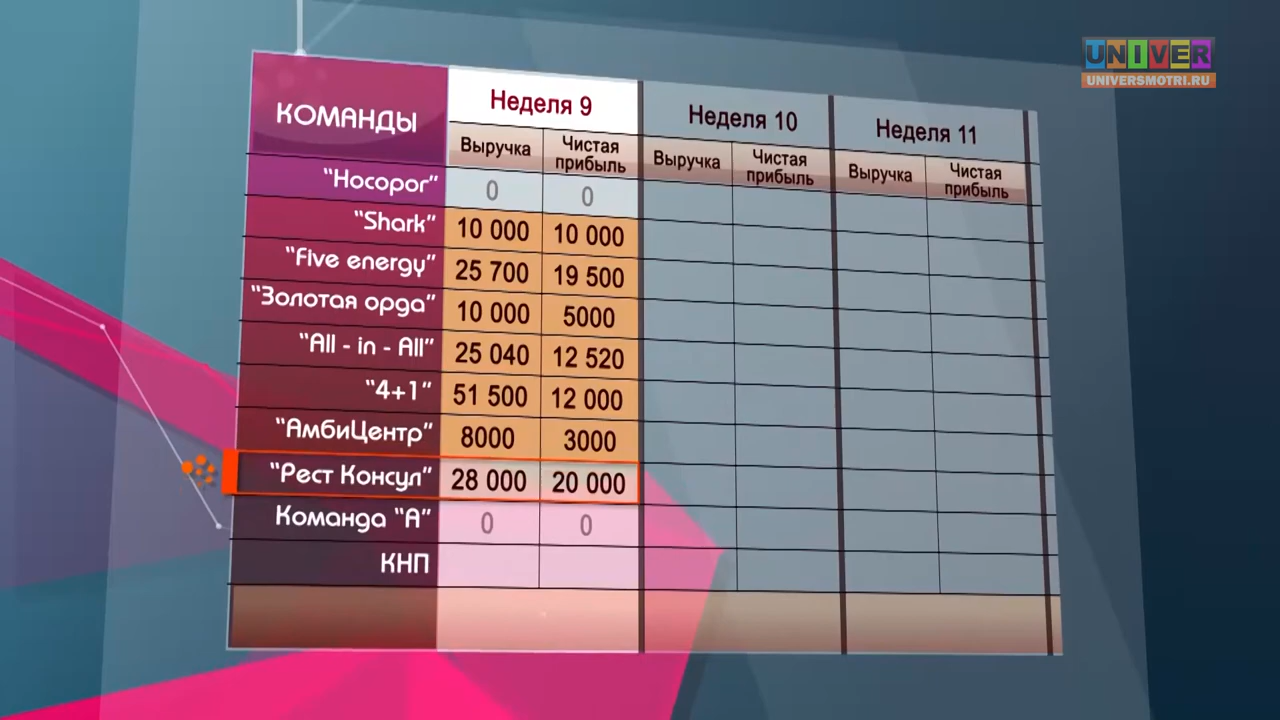 UNIVER
UNIVERSMOTRI.RU
КОМАНДЫ Неделя 9 Неделя 10 Неделя 11
Выручка Чистая прибыль Выручка Чистая прибыль Выручка Чистая прибыль
"Носорог" 0 0
"Shark" 10 000 10 000
"Five energy" 25 700 19 500
"Золотая орда" 10 000 5000
"All - in - All" 25 040 12 520
"4+1" 51 500 12 000
"АмбиЦентр" 8000 3000
"Рест Консул" 28 000 20 000
Команда "А" 0 0
КНП